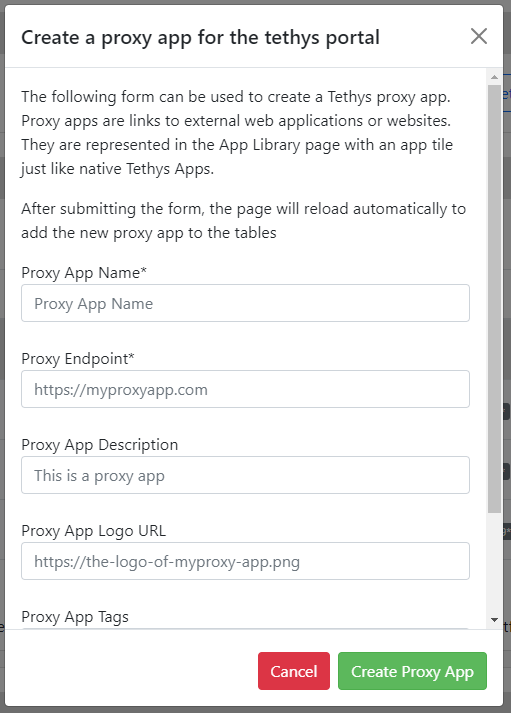 Create a proxy app for the tethys portal
The following form can be used to create a Tethys proxy app.
Proxy apps are links to external web applications or websites.
They are represented in the App Library page with an app tile
just like native Tethys Apps.
After submitting the form, the page will reload automatically to
add the new proxy app to the tables
Proxy App Name*
Proxy App Name
Proxy Endpoint*
https://myproxyapp.com
Proxy App Description
This is a proxy app
Proxy App Logo URL
https://the-logo-of-myproxy-app.png
Proxy App Tags
Cancel
Create Proxy App